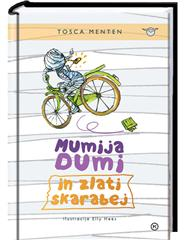 TOSCA MENTEN
MUMIJA
DUMI
in zlati
skarabej
Ilustracije Elly Hees
M